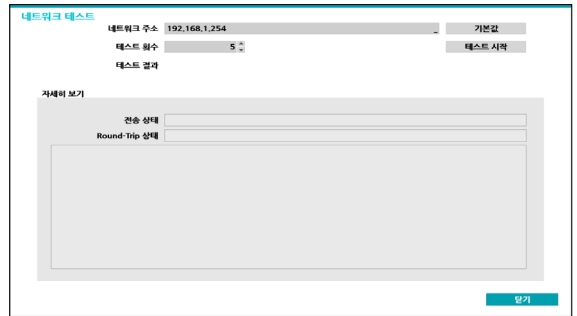 네트워크 테스트
네트워크 주소 192.168.1.254 _ 기본값
테스트 횟수 5 테스트 시작
테스트 결과
자세히 보기
전송 상태
Round-Trip 상태
닫기